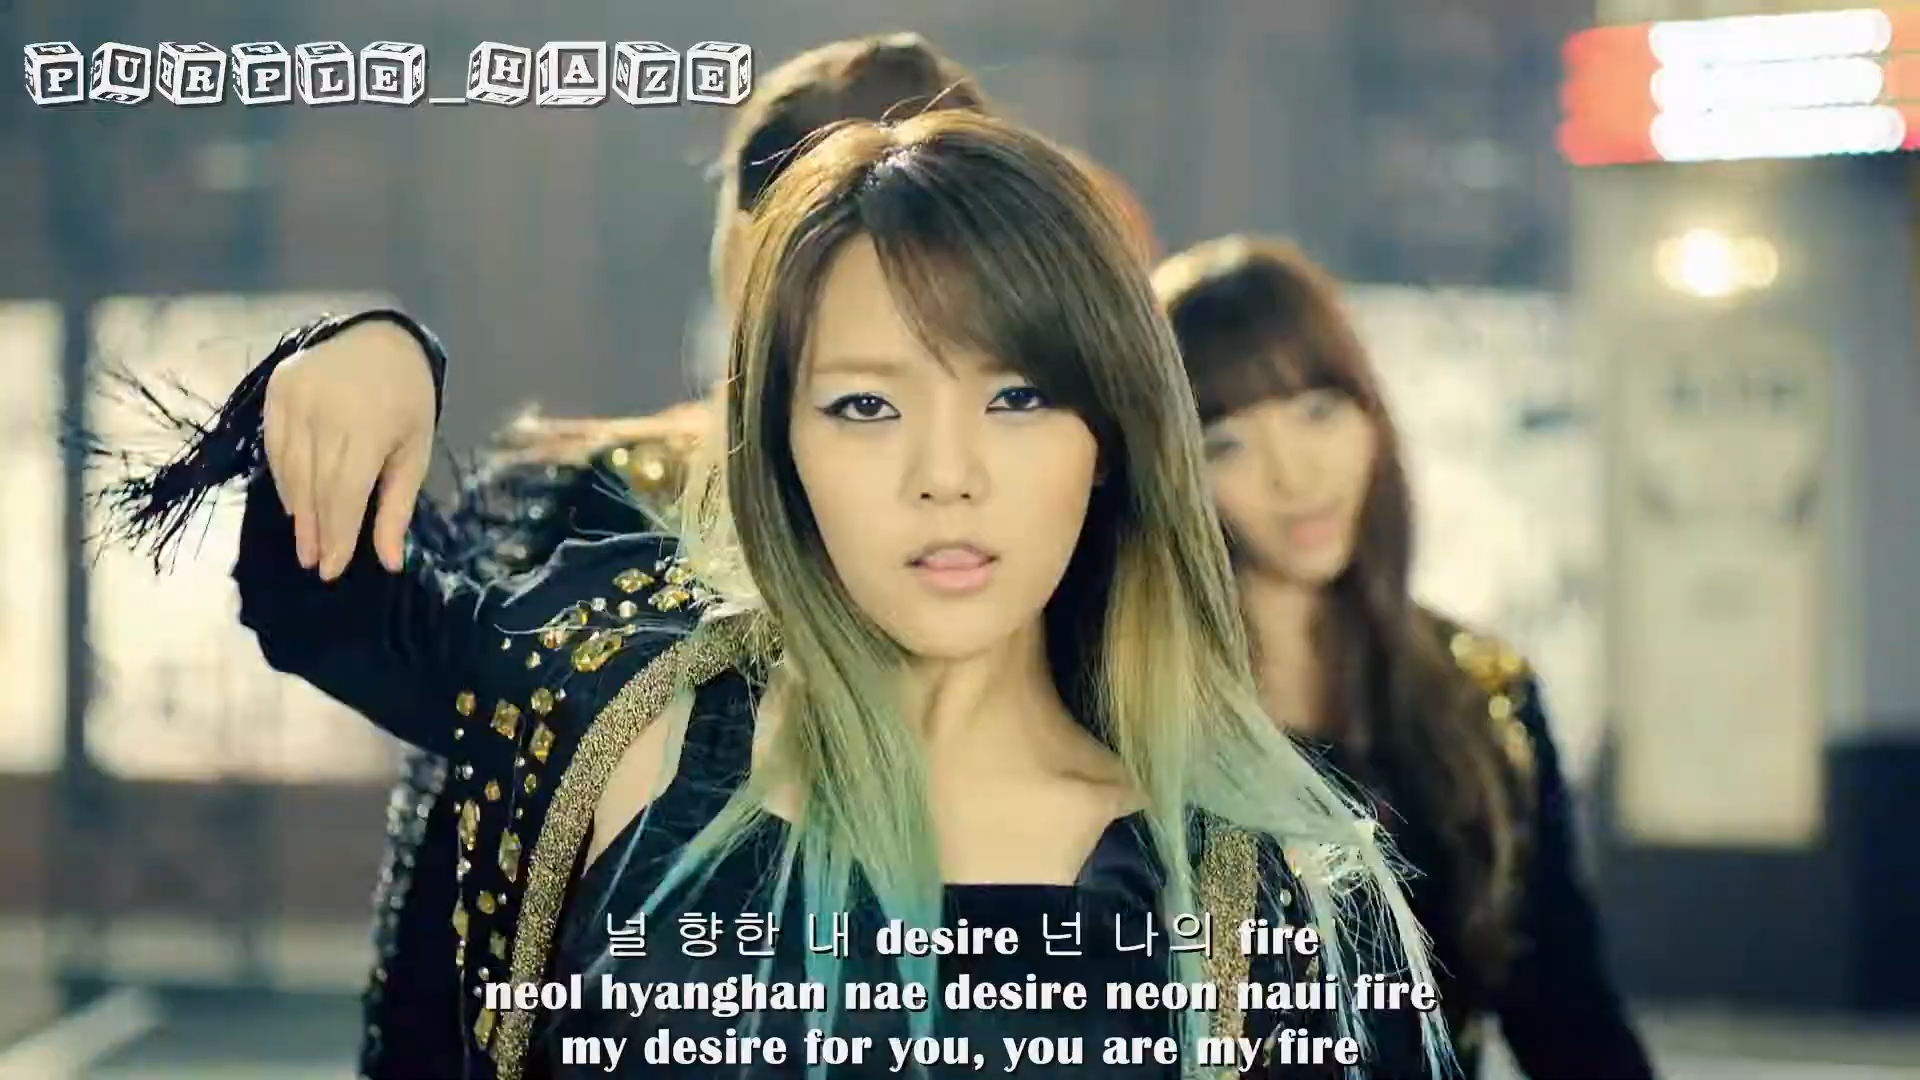 PURPLE_HAZE
널 향한 내 desire 넌 나의 fire
neol hyanghan nae desire neon naui fire
my desire for you, you are my fire